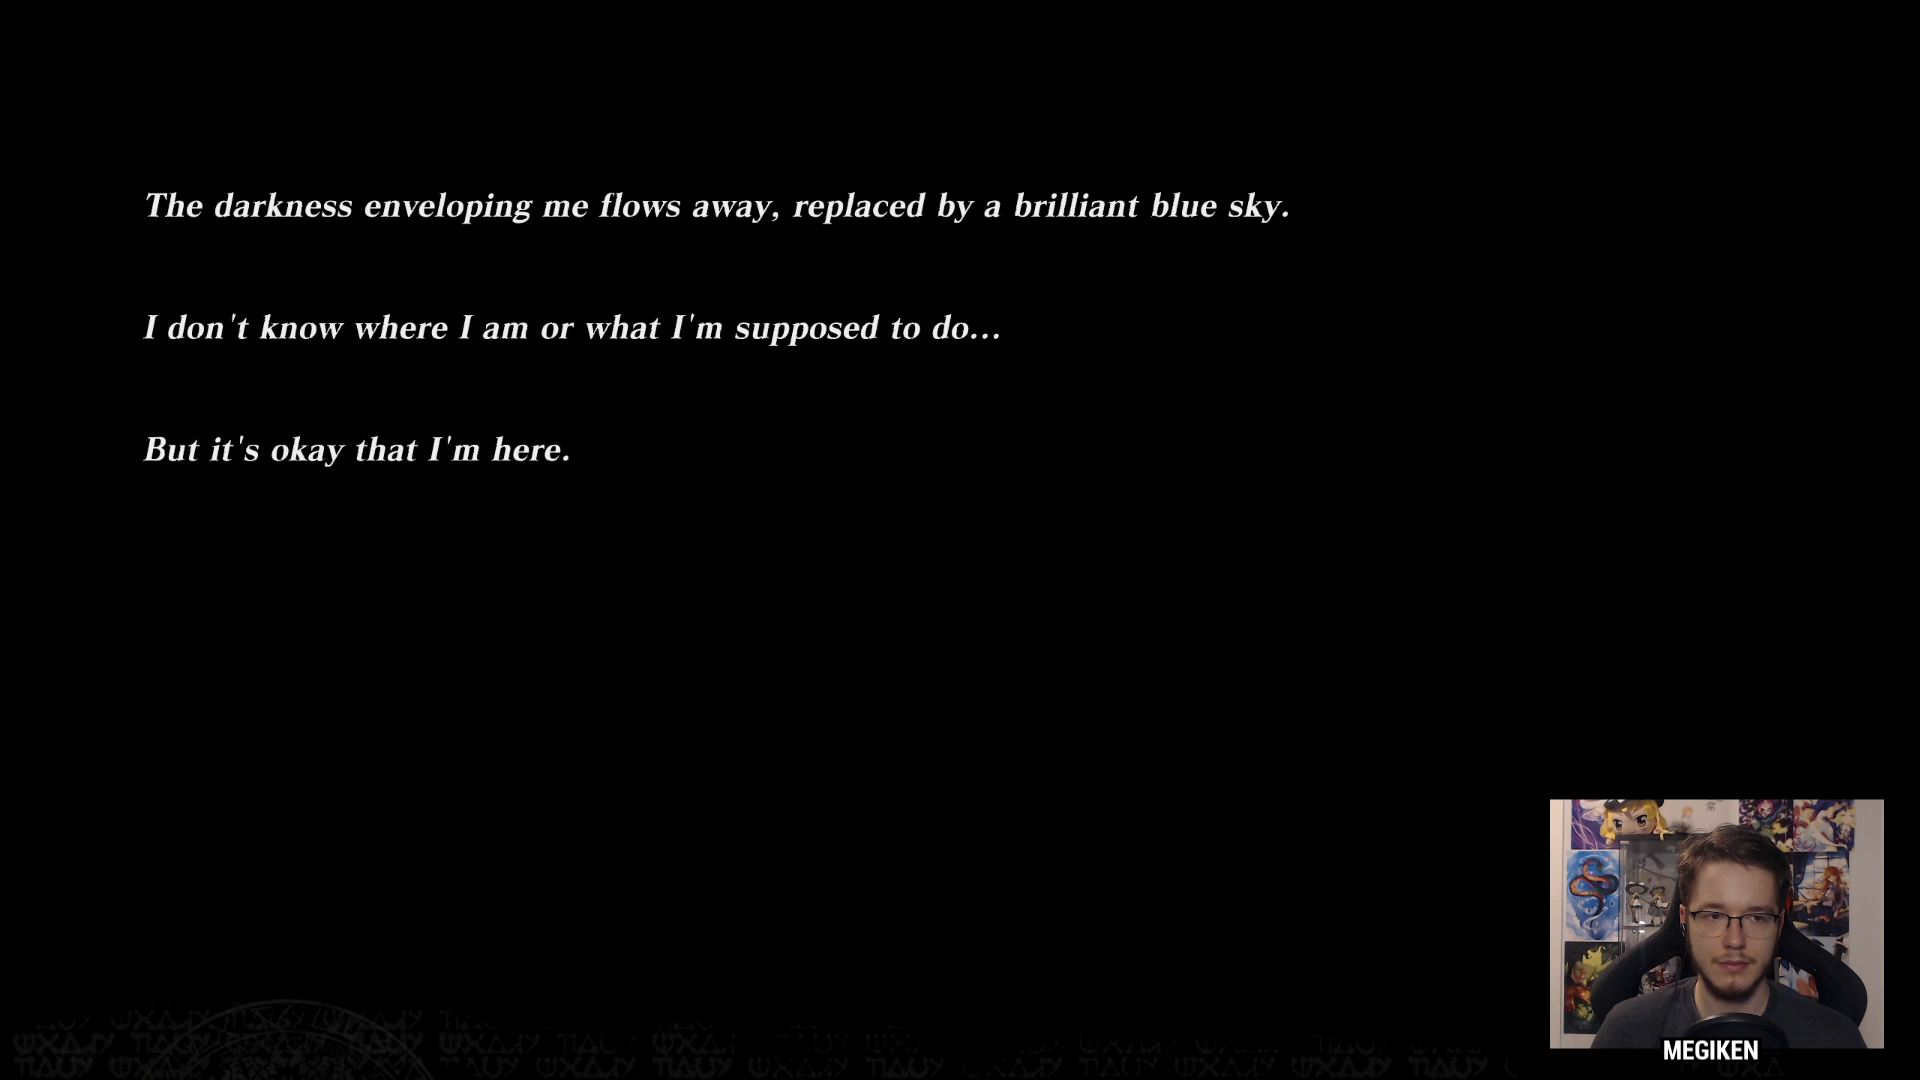 The darkness enveloping me flows away, replaced by a brilliant blue sky.
I don't know where I am or what I'm supposed to do...
But it's okay that I'm here.
MEGIKEN